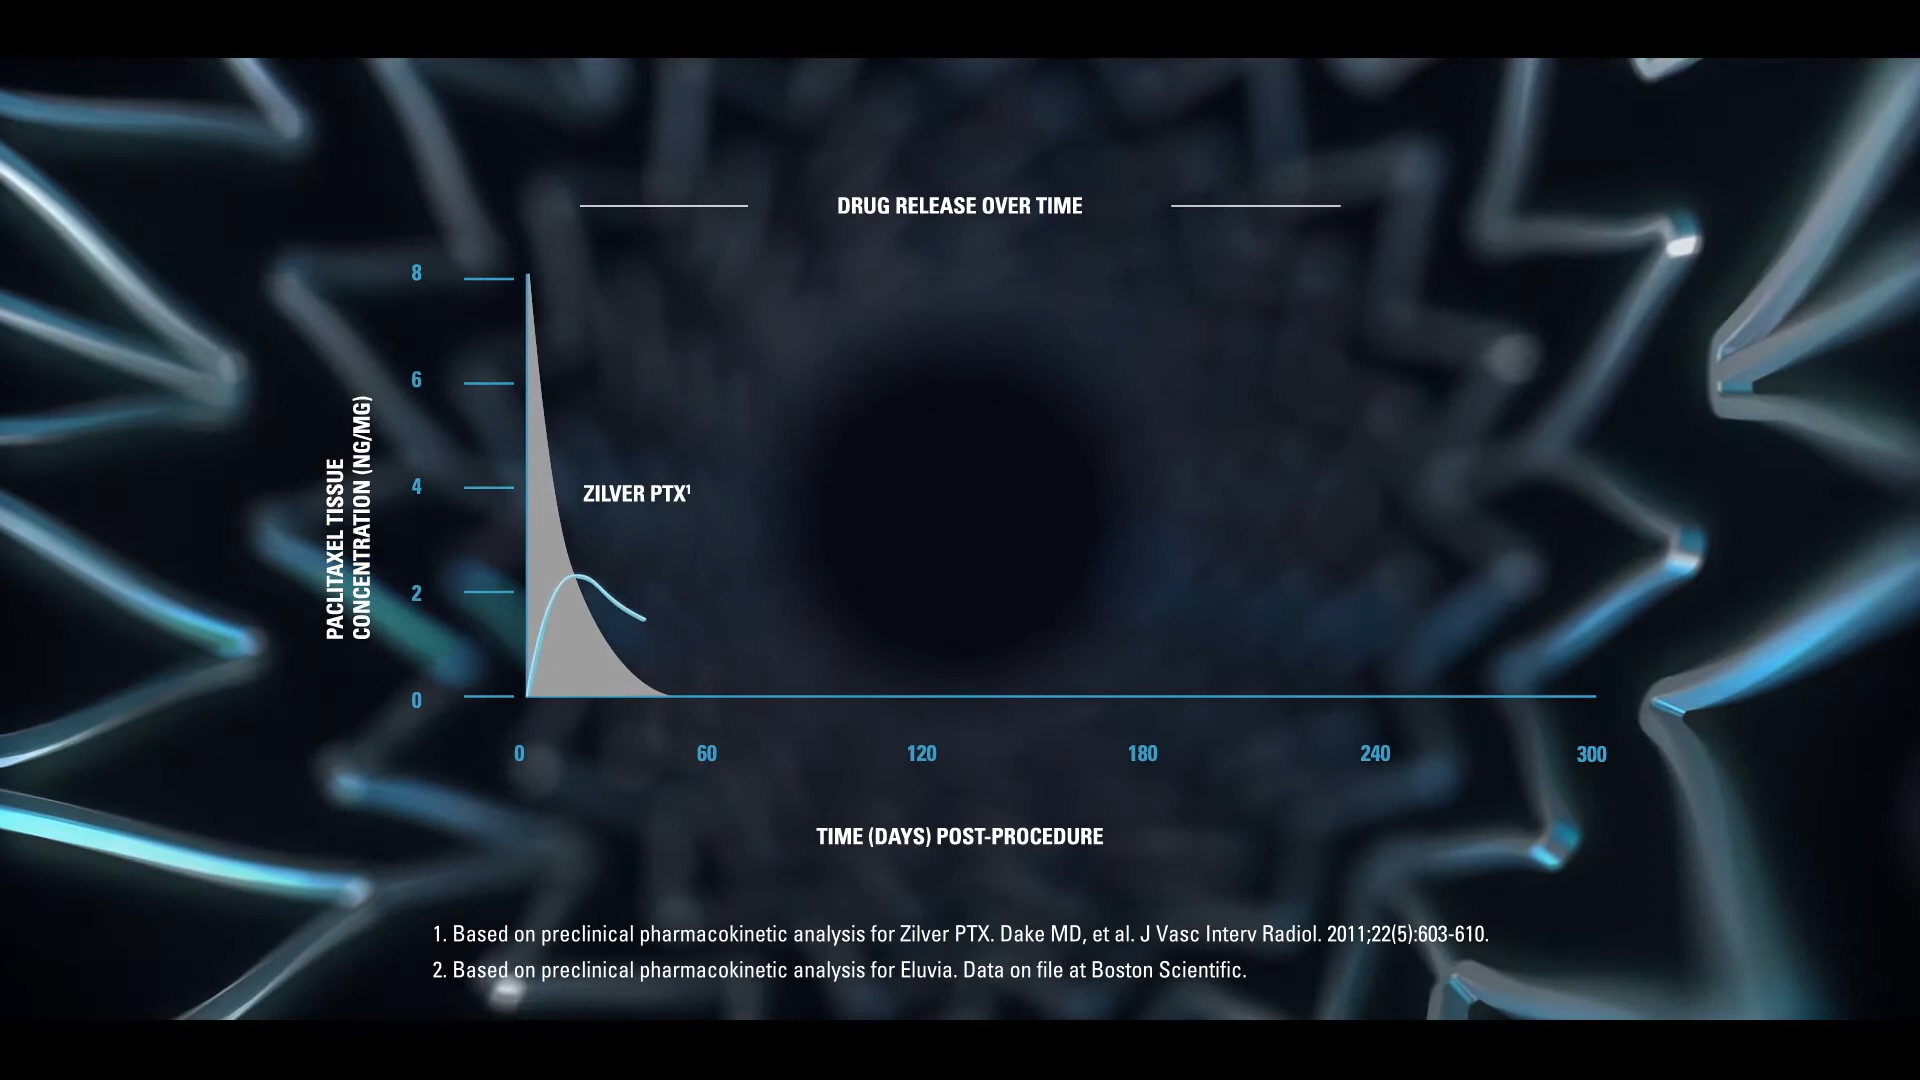 DRUG RELEASE OVER TIME
8
6
4
2
0
PACLITAXEL TISSUE
CONCENTRATION (NG/MG)
ZILVER PTX¹
0 60 120 180 240 300
TIME (DAYS) POST-PROCEDURE
1. Based on preclinical pharmacokinetic analysis for Zilver PTX. Dake MD, et al. J Vasc Interv Radiol. 2011;22(5):603-610.
2. Based on preclinical pharmacokinetic analysis for Eluvia. Data on file at Boston Scientific.